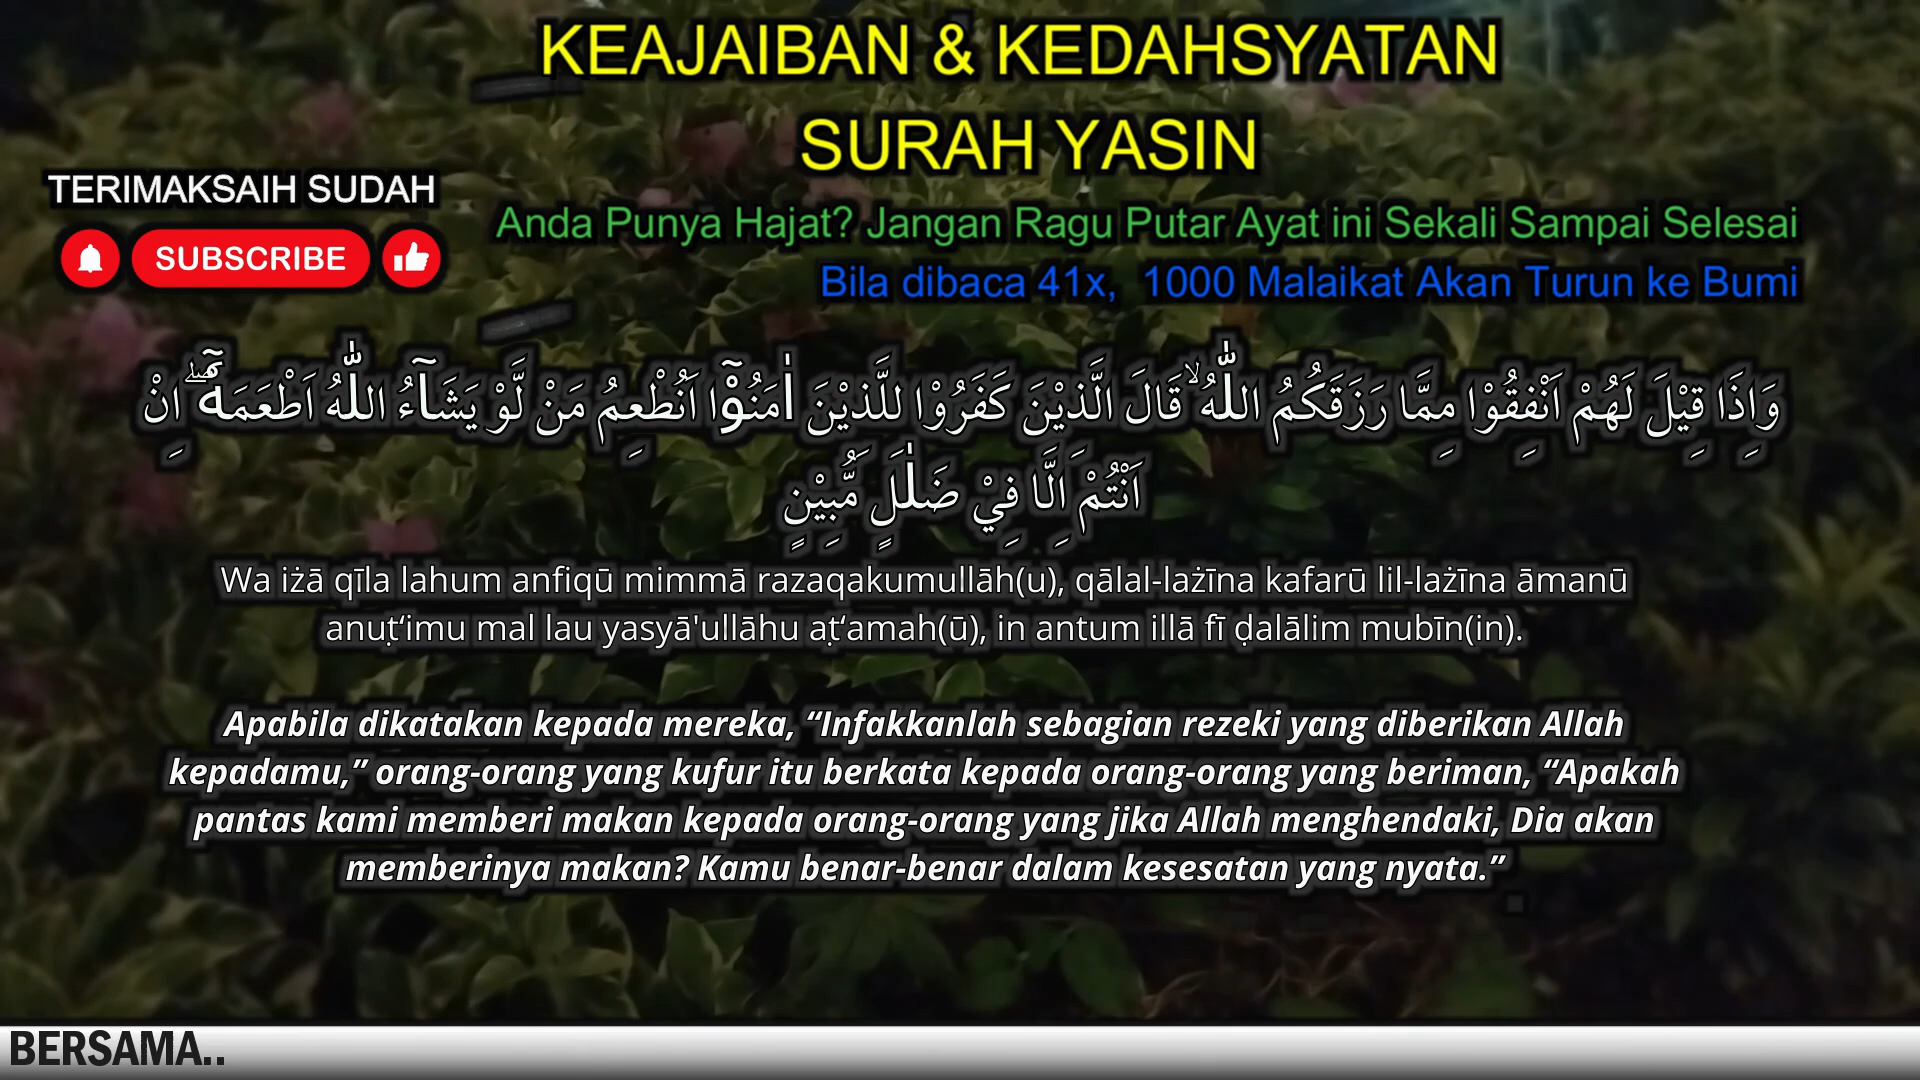 KEAJAIBAN & KEDAHSYATAN
SURAH YASIN
TERIMAKSAIH SUDAH
SUBSCRIBE
Anda Punya Hajat? Jangan Ragu Putar Ayat ini Sekali Sampai Selesai
Bila dibaca 41x, 1000 Malaikat Akan Turun ke Bumi
وَاِذَا قِيْلَ لَهُمْ اَنْفِقُوْا مِمَّا رَزَقَكُمُ اللّٰهُ ۙقَالَ الَّذِيْنَ كَفَرُوْا لِلَّذِيْنَ اٰمَنُوْٓا اَنُطْعِمُ مَنْ لَّوْ يَشَاۤءُ اللّٰهُ اَطْعَمَهٗٓ ۖاِنْ
اَنْتُمْ اِلَّا فِيْ ضَلٰلٍ مُّبِيْنٍ
Wa iżā qīla lahum anfiqū mimmā razaqakumullāh(u), qālal-lażīna kafarū lil-lażīna āmanū
anuṭ‘imu mal lau yasyā'ullāhu aṭ‘amah(ū), in antum illā fī ḍalālim mubīn(in).
Apabila dikatakan kepada mereka, “Infakkanlah sebagian rezeki yang diberikan Allah
kepadamu,” orang-orang yang kufur itu berkata kepada orang-orang yang beriman, “Apakah
pantas kami memberi makan kepada orang-orang yang jika Allah menghendaki, Dia akan
memberinya makan? Kamu benar-benar dalam kesesatan yang nyata.”
BERSAMA..